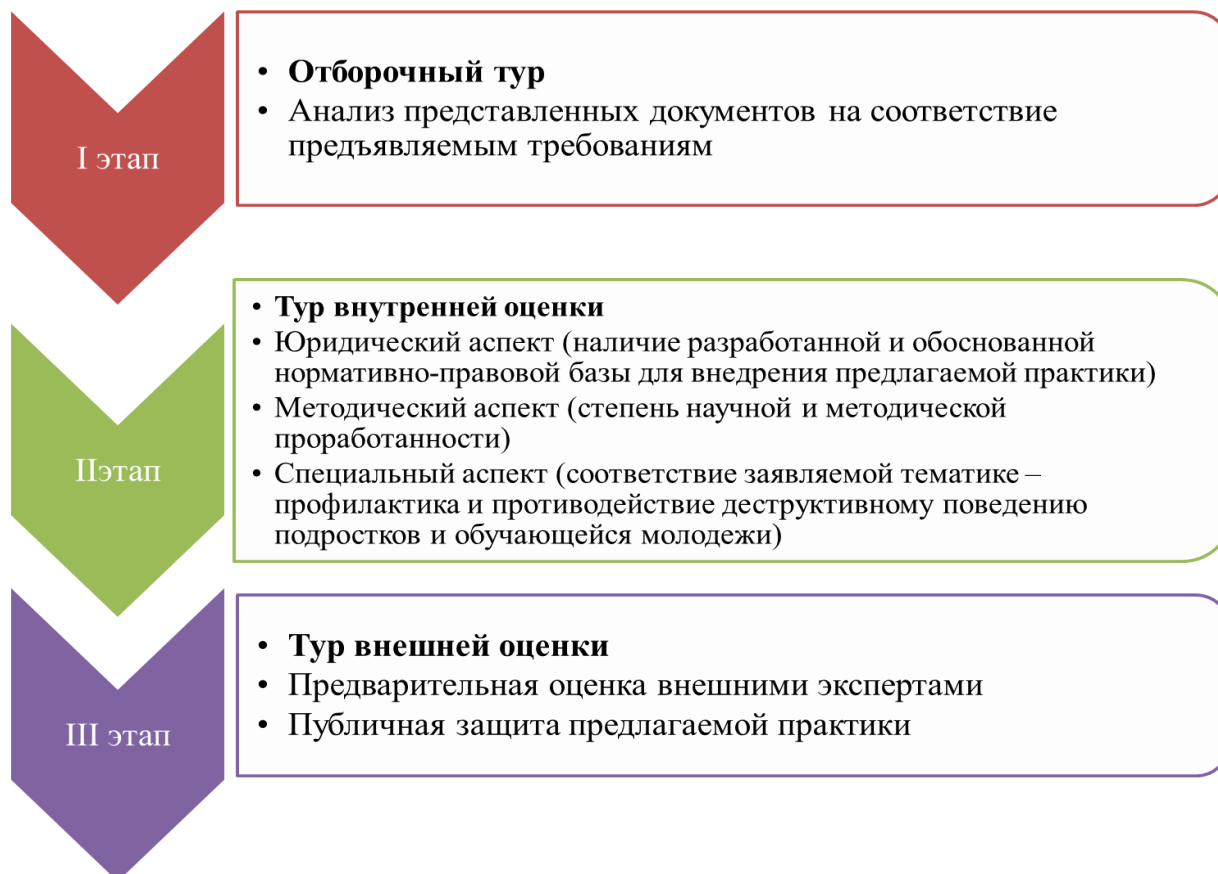 I этап
• Отборочный тур
• Анализ представленных документов на соответствие
предъявляемым требованиям
IIэтап
• Тур внутренней оценки
• Юридический аспект (наличие разработанной и обоснованной
нормативно-правовой базы для внедрения предлагаемой практики)
• Методический аспект (степень научной и методической
проработанности)
• Специальный аспект (соответствие заявляемой тематике –
профилактика и противодействие деструктивному поведению
подростков и обучающейся молодежи)
III этап
• Тур внешней оценки
• Предварительная оценка внешними экспертами
• Публичная защита предлагаемой практики